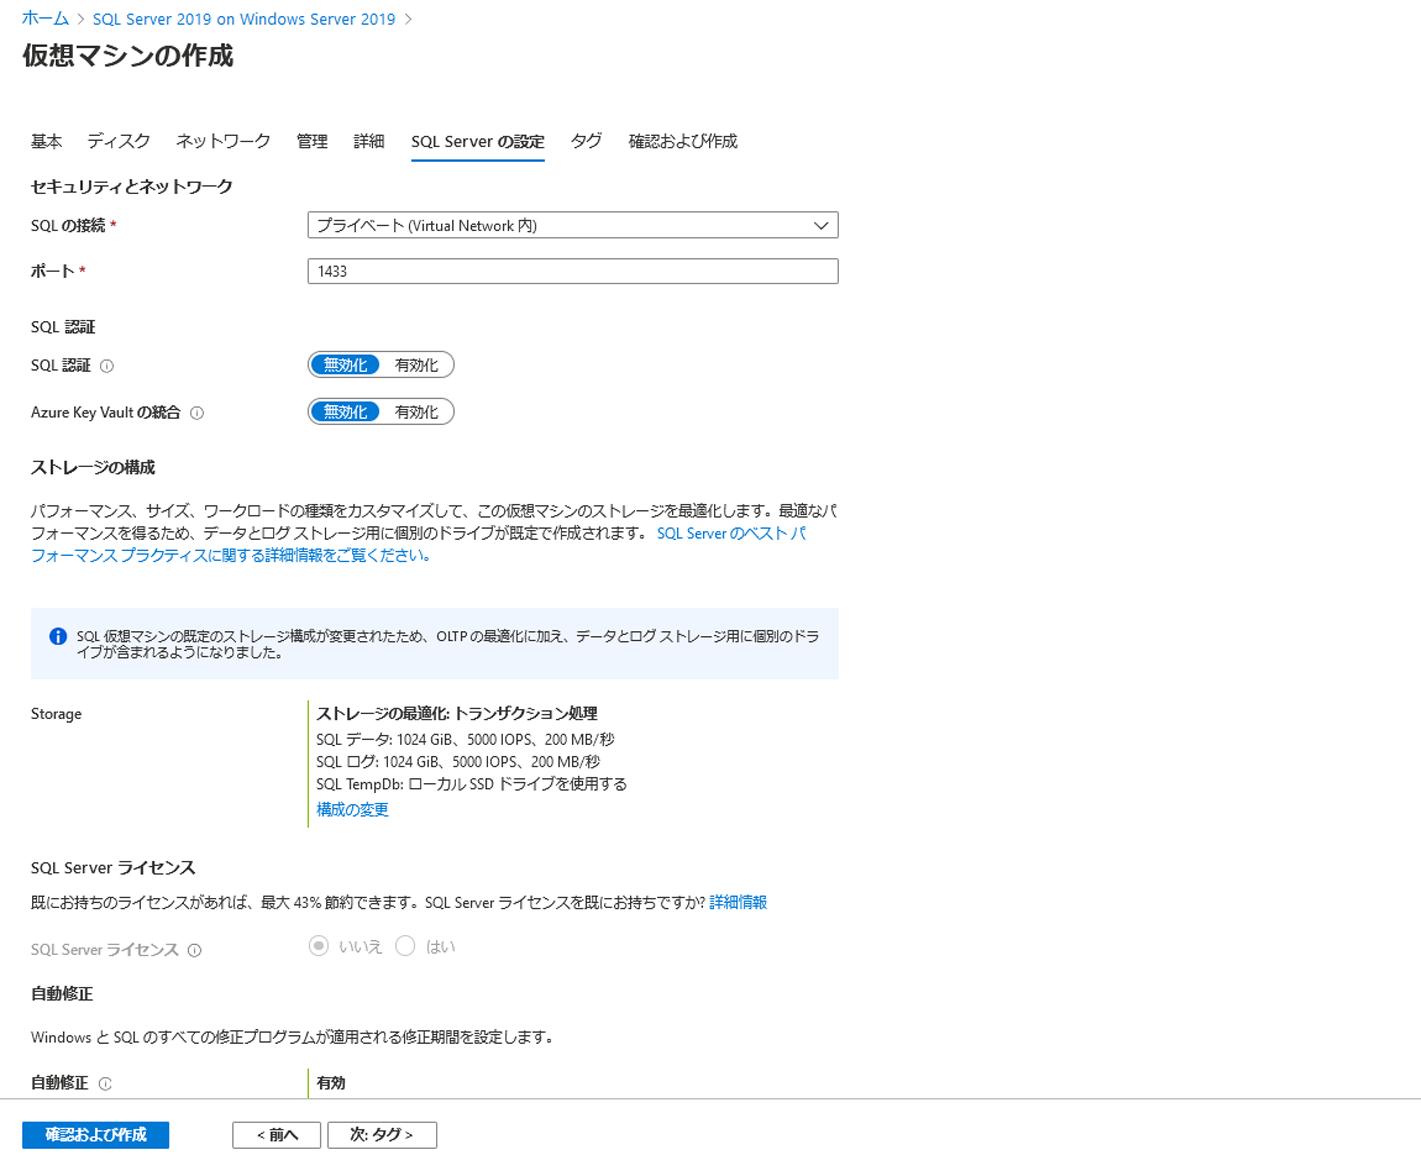 ホーム > SQL Server 2019 on Windows Server 2019 >
仮想マシンの作成
基本 ディスク ネットワーク 管理 詳細 SQL Server の設定 タグ 確認および作成
セキュリティとネットワーク
SQL の接続 * プライベート (Virtual Network 内)
ポート * 1433
SQL 認証
SQL 認証 無効化 有効化
Azure Key Vault の統合 無効化 有効化
ストレージの構成
パフォーマンス、サイズ、ワークロードの種類をカスタマイズして、この仮想マシンのストレージを最適化します。最適なパ
フォーマンスを得るため、データとログ ストレージ用に個別のドライブが既定で作成されます。 SQL Server のベスト パ
フォーマンス プラクティスに関する詳細情報をご覧ください。
SQL 仮想マシンの既定のストレージ構成が変更されたため、OLTP の最適化に加え、データとログ ストレージ用に個別のドラ
イブが含まれるようになりました。
Storage ストレージの最適化: トランザクション処理
SQL データ: 1024 GiB、5000 IOPS、200 MB/秒
SQL ログ: 1024 GiB、5000 IOPS、200 MB/秒
SQL TempDb: ローカル SSD ドライブを使用する
構成の変更
SQL Server ライセンス
既にお持ちのライセンスがあれば、最大 43% 節約できます。SQL Server ライセンスを既にお持ちですか? 詳細情報
SQL Server ライセンス いいえ はい
自動修正
Windows と SQL のすべての修正プログラムが適用される修正期間を設定します。
自動修正 有効
確認および作成 < 前へ 次: タグ >